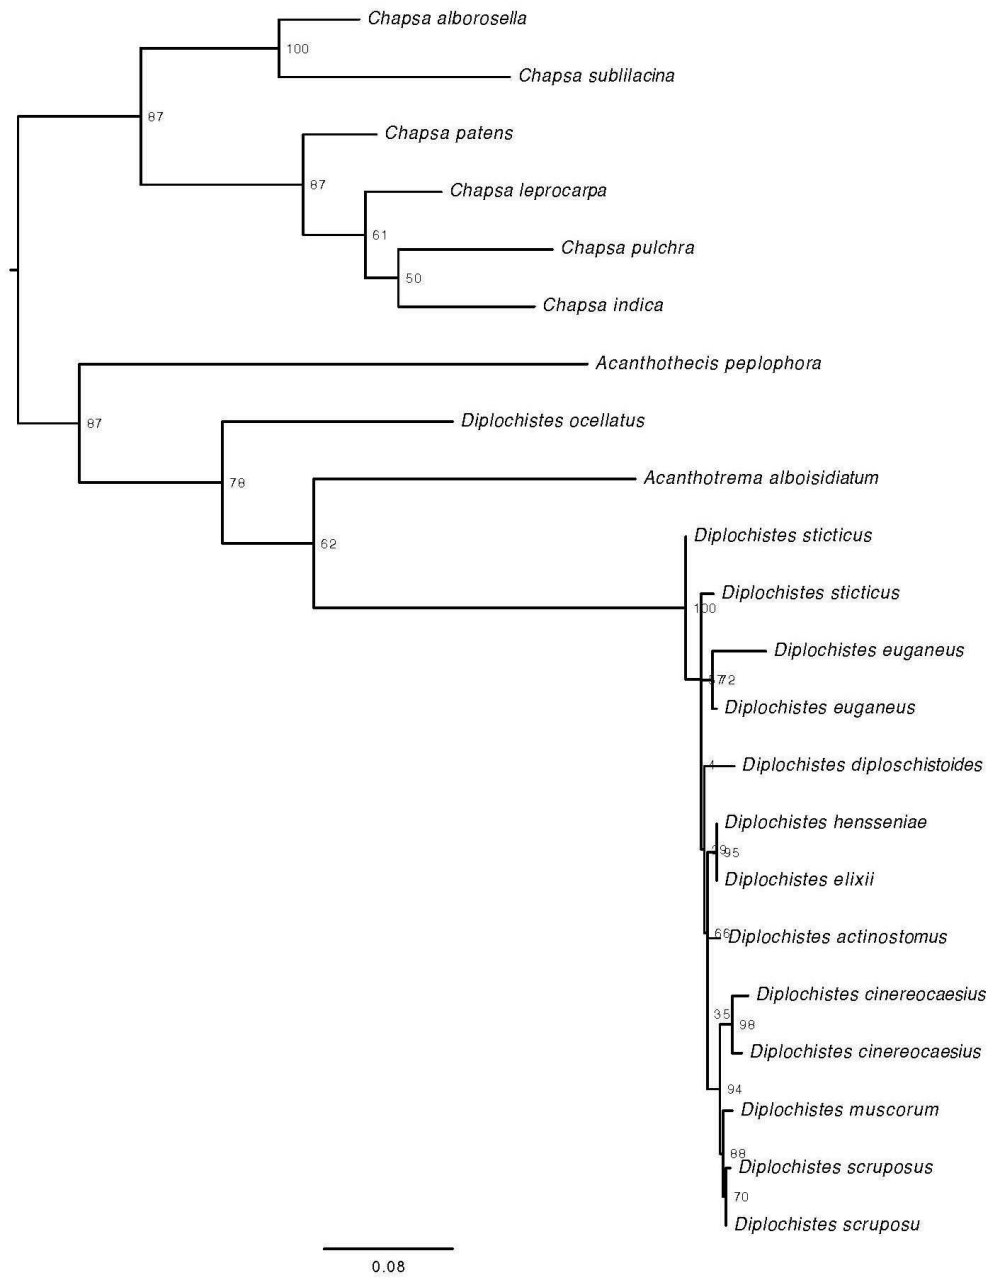 Chapsa alborosella
100
Chapsa sublilacina
87
Chapsa patens
87
Chapsa leprocarpa
61
Chapsa pulchra
50
Chapsa indica
Acanthothecis peplophora
87
Diplochistes ocellatus
78
Acanthotrema alboisidiatum
62
Diplochistes sticticus
Diplochistes sticticus
100
Diplochistes euganeus
72
Diplochistes euganeus
4
Diplochistes diploschistoides
Diplochistes hensseniae
95
Diplochistes elixii
66
Diplochistes actinostomus
Diplochistes cinereocaesius
35
98
Diplochistes cinereocaesius
94
Diplochistes muscorum
88
Diplochistes scruposus
70
Diplochistes scruposu
0.08